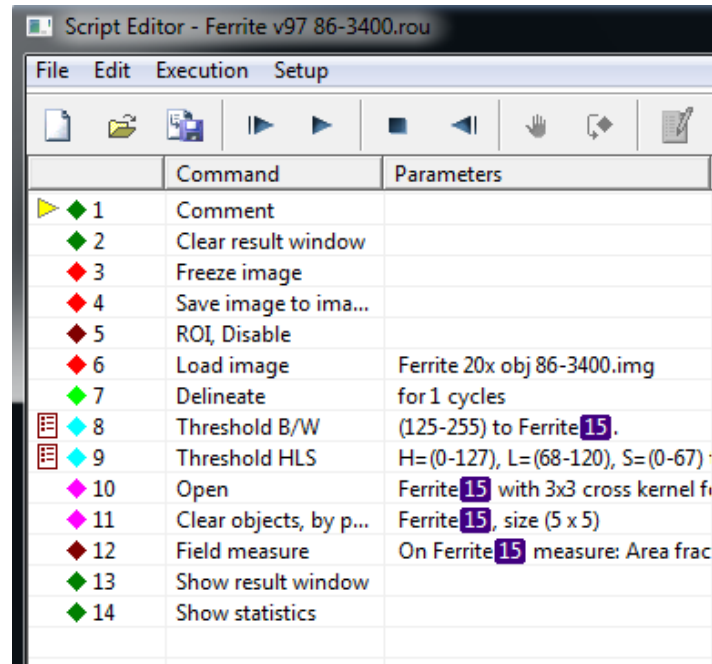 Script Editor - Ferrite v97 86-3400.rou
File Edit Execution Setup
Command Parameters
1 Comment
2 Clear result window
3 Freeze image
4 Save image to ima...
5 ROI, Disable
6 Load image Ferrite 20x obj 86-3400.img
7 Delineate for 1 cycles
8 Threshold B/W (125-255) to Ferrite 15.
9 Threshold HLS H=(0-127), L=(68-120), S=(0-67)
10 Open Ferrite 15 with 3x3 cross kernel
11 Clear objects, by p... Ferrite 15, size (5 x 5)
12 Field measure On Ferrite 15 measure: Area frac
13 Show result window
14 Show statistics